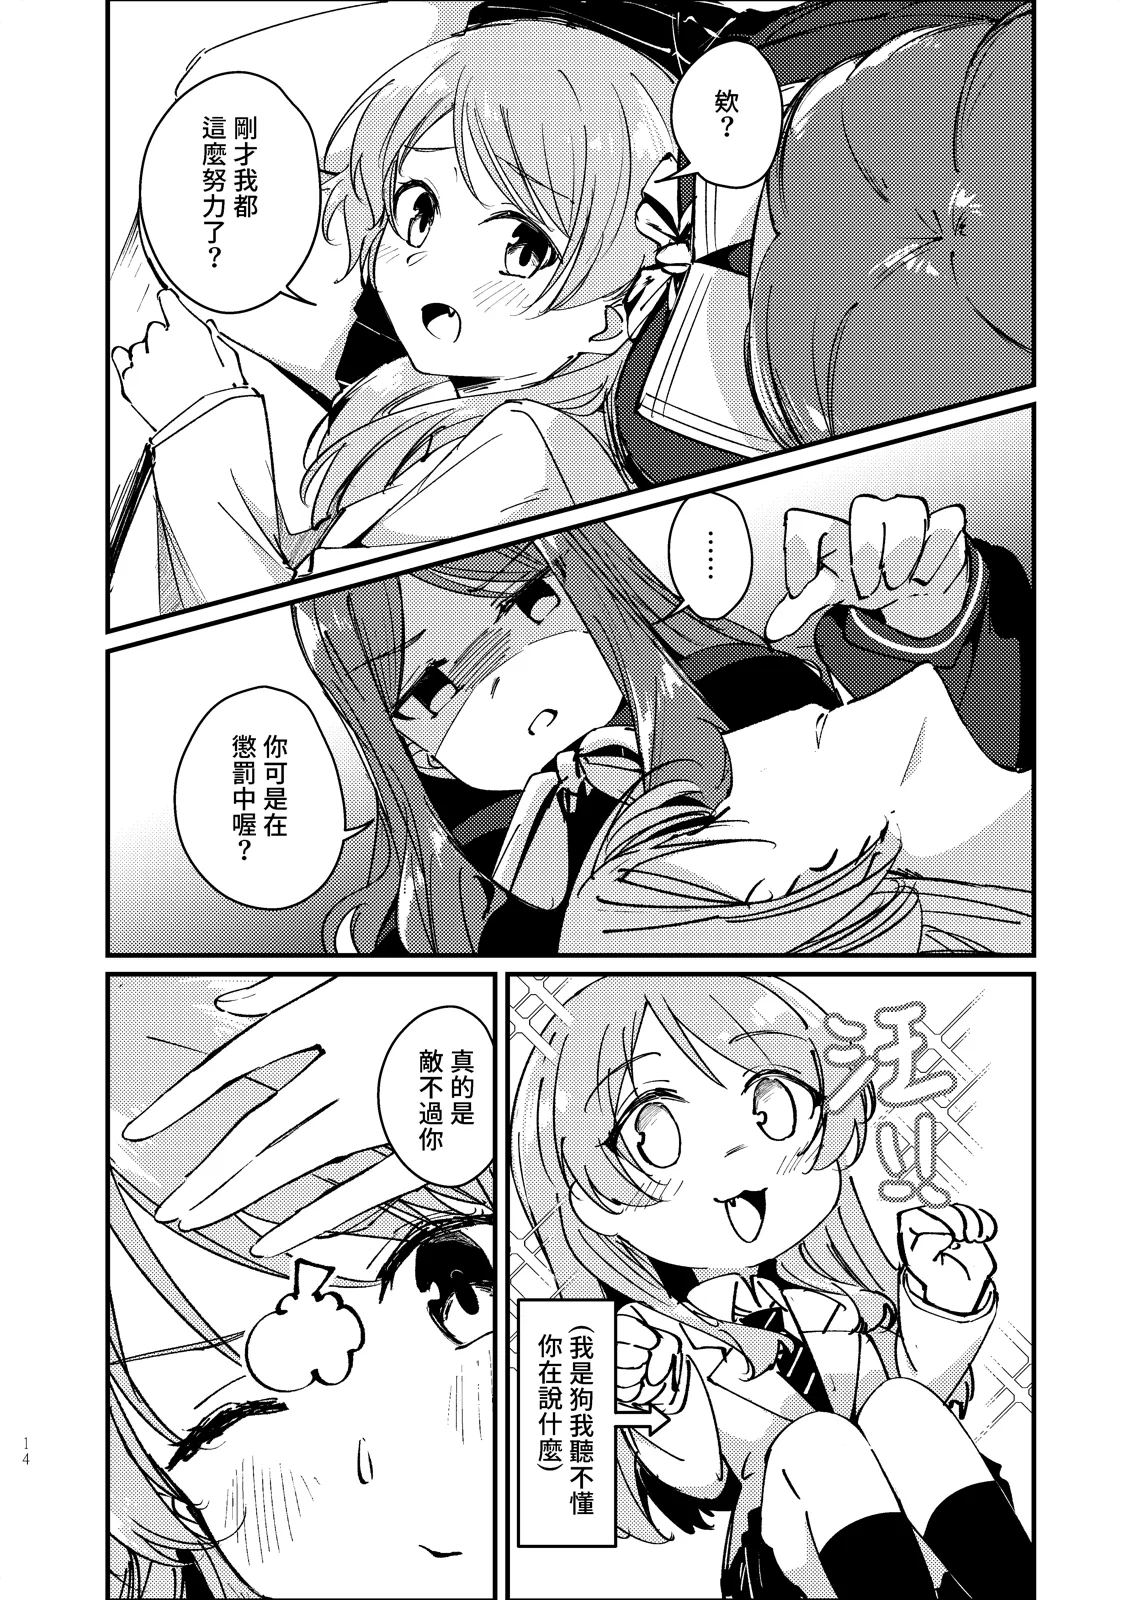 欸？
剛才我都
這麼努力了？
……
你可是在
懲罰中喔？
汪!!
(我是狗我聽不懂
你在說什麼)
真的是
敵不過你
14